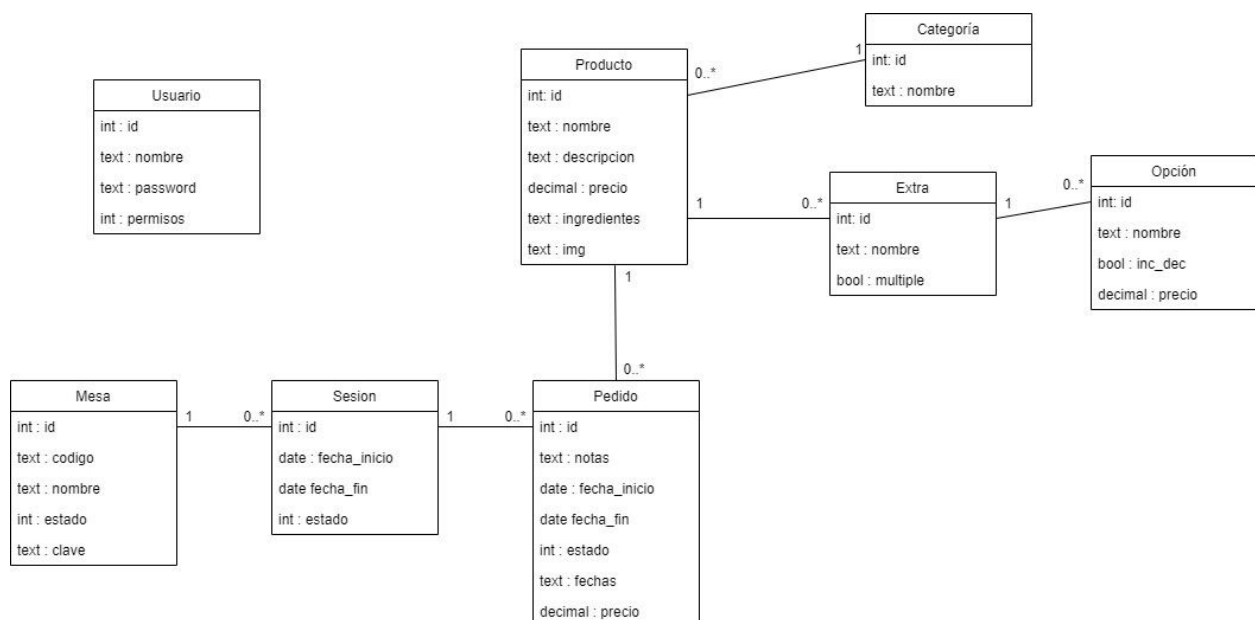 Categoría
int: id
text : nombre
1
0..*
Producto
int: id
text : nombre
text : descripcion
decimal : precio
text : ingredientes
text : img
Usuario
int : id
text : nombre
text : password
int : permisos
1
0..*
Extra
int: id
text : nombre
bool : multiple
1
0..*
Opción
int: id
text : nombre
bool : inc_dec
decimal : precio
1
0..*
Mesa
int : id
text : codigo
text : nombre
int : estado
text : clave
1
0..*
Sesion
int : id
date : fecha_inicio
date fecha_fin
int : estado
1
0..*
Pedido
int : id
text : notas
date : fecha_inicio
date fecha_fin
int : estado
text : fechas
decimal : precio